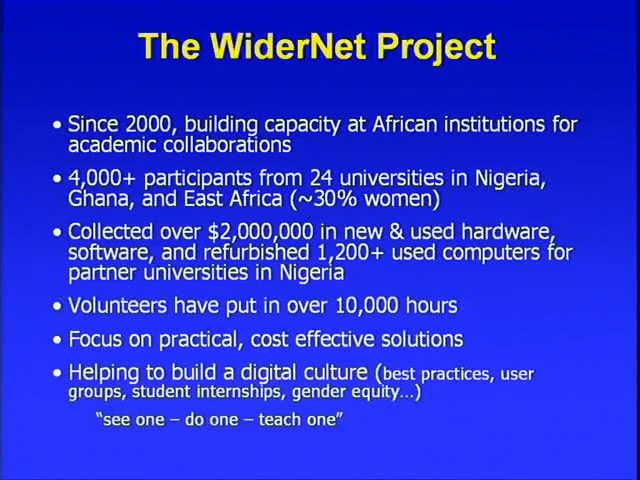 The WiderNet Project
• Since 2000, building capacity at African institutions for
academic collaborations
• 4,000+ participants from 24 universities in Nigeria,
Ghana, and East Africa (~30% women)
• Collected over $2,000,000 in new & used hardware,
software, and refurbished 1,200+ used computers for
partner universities in Nigeria
• Volunteers have put in over 10,000 hours
• Focus on practical, cost effective solutions
• Helping to build a digital culture (best practices, user
groups, student internships, gender equity…)
“see one – do one – teach one”